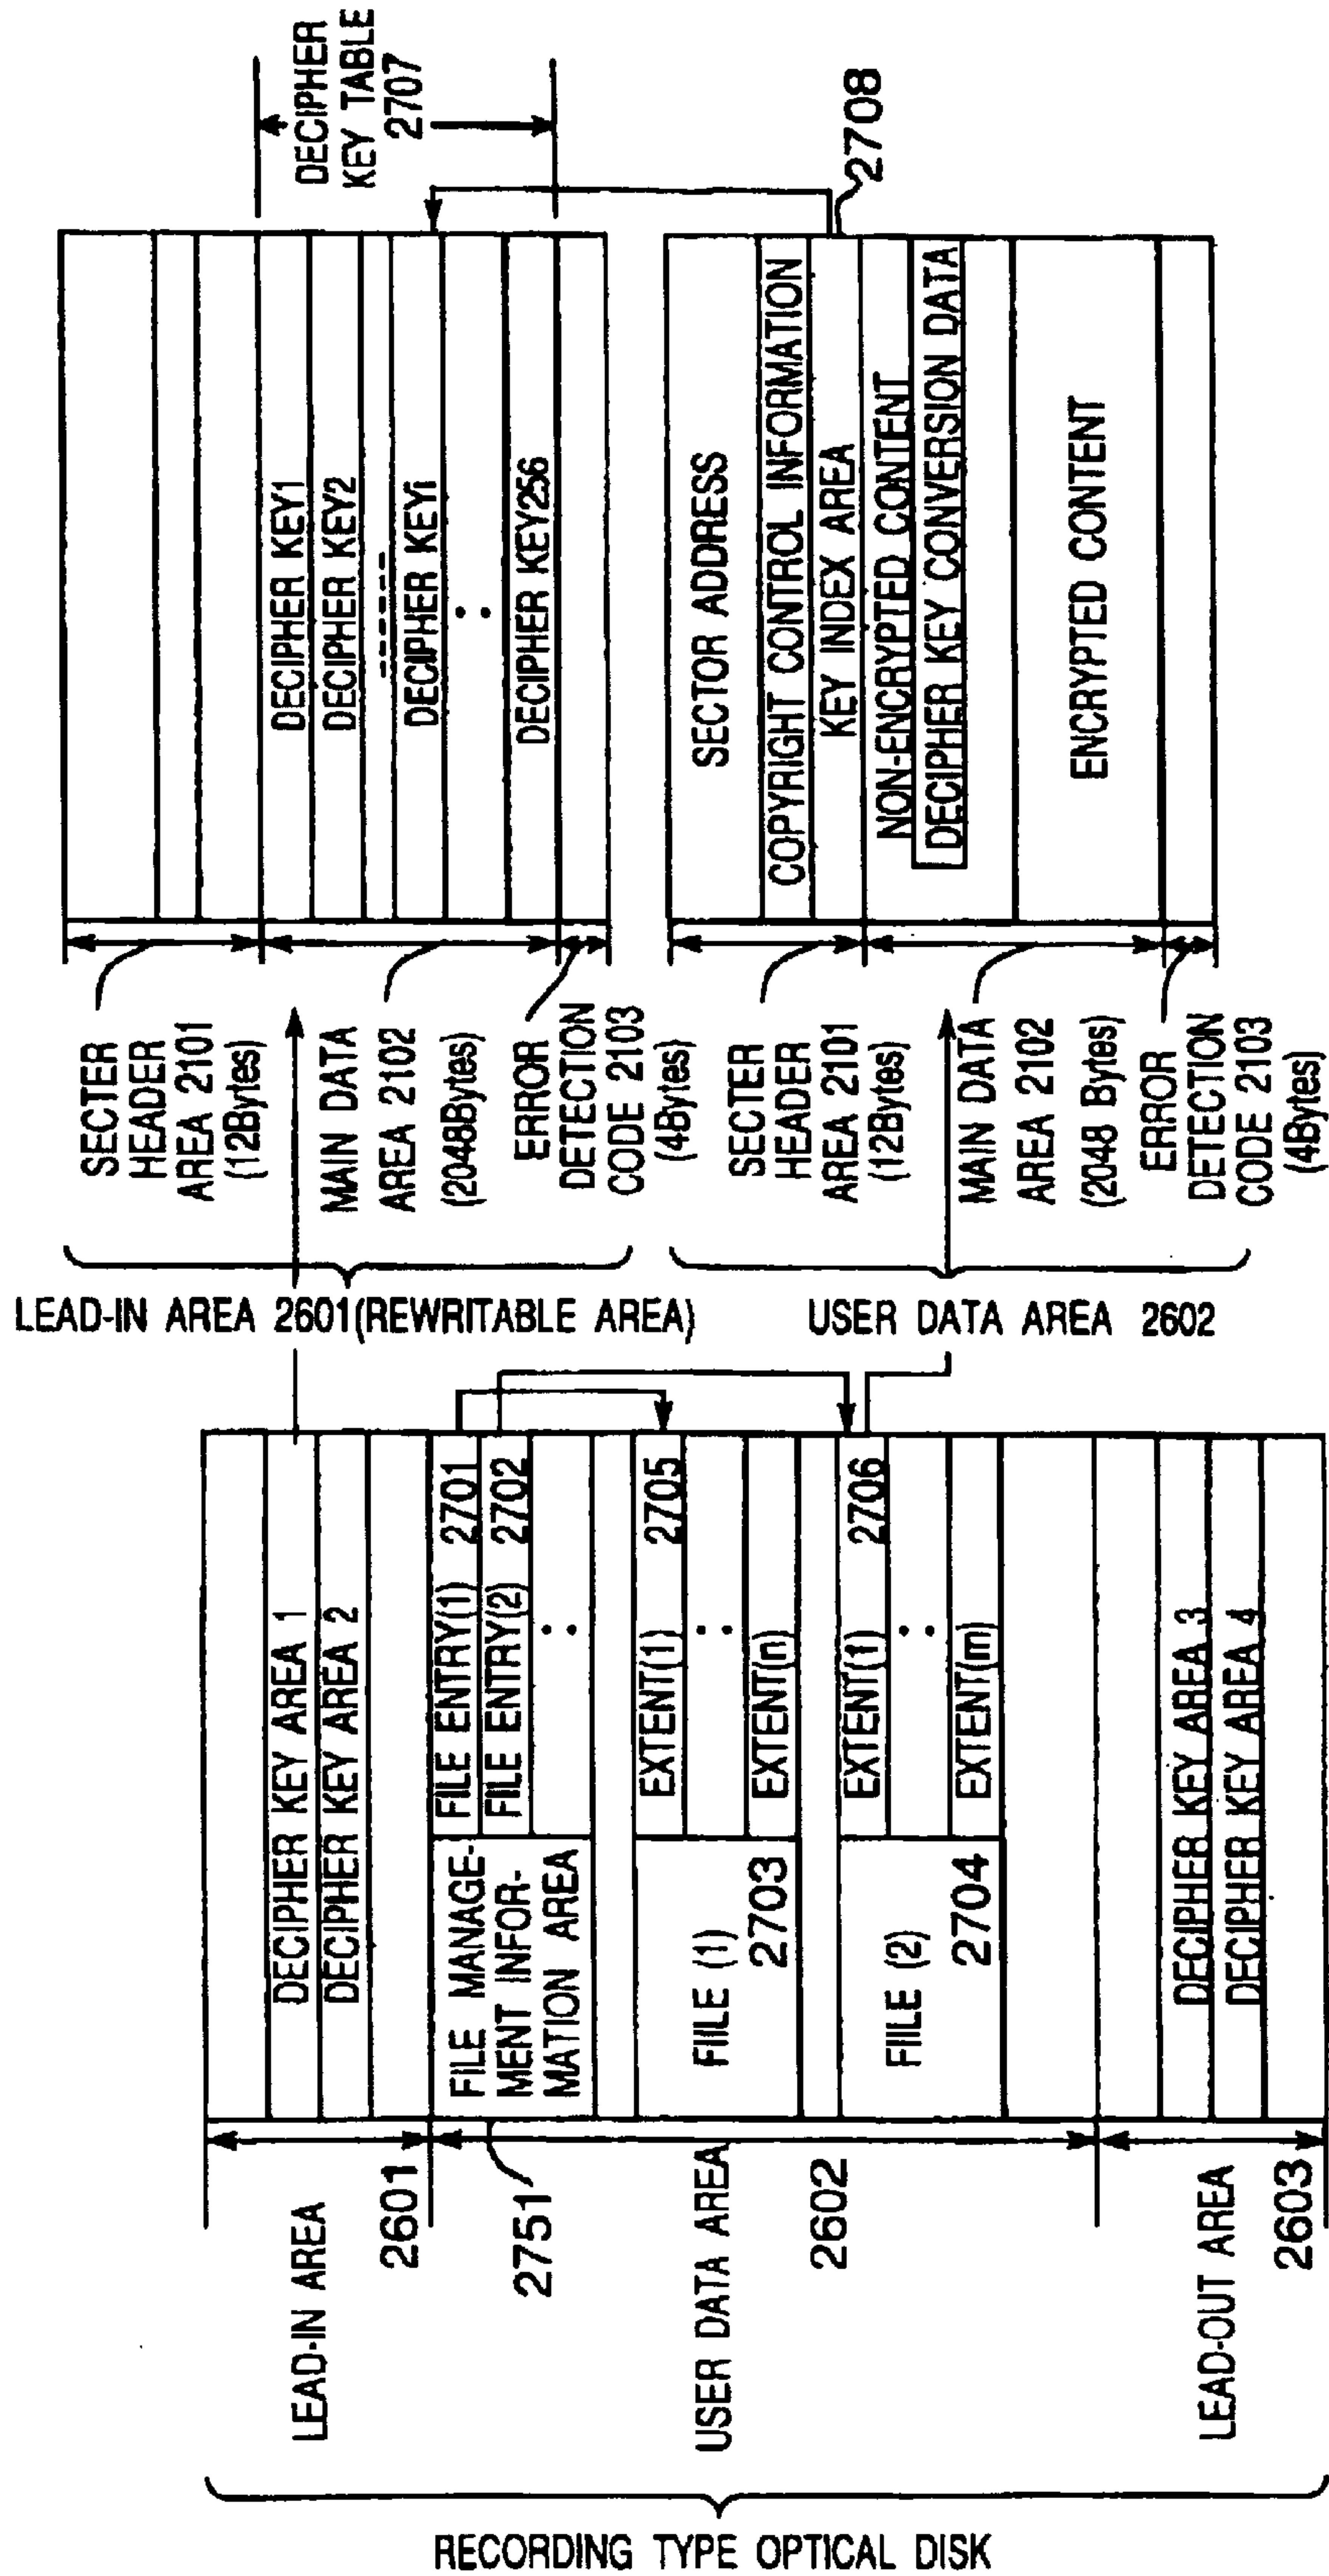 RECORDING TYPE OPTICAL DISK
LEAD-IN AREA
2601
2751
USER DATA AREA
2602
LEAD-OUT AREA
2603
DECIPHER KEY AREA 1
DECIPHER KEY AREA 2
FILE MANAGE-
MENT INFOR-
MATION AREA
FILE ENTRY(1) 2701
FILE ENTRY(2) 2702
:
FIILE (1)
2703
EXTENT(1) 2705
:
EXTENT(n)
FIILE (2)
2704
EXTENT(1) 2706
:
EXTENT(m)
DECIPHER KEY AREA 3
DECIPHER KEY AREA 4
LEAD-IN AREA 2601(REWRITABLE AREA)
SECTER
HEADER
AREA 2101
(12Bytes)
MAIN DATA
AREA 2102
(2048Bytes)
ERROR
DETECTION
CODE 2103
(4Bytes)
DECIPHER KEY1
DECIPHER KEY2
DECIPHER KEYi
:
DECIPHER KEY256
DECIPHER
KEY TABLE
2707
USER DATA AREA 2602
SECTER
HEADER
AREA 2101
(12Bytes)
MAIN DATA
AREA 2102
(2048 Bytes)
ERROR
DETECTION
CODE 2103
(4Bytes)
SECTOR ADDRESS
COPYRIGHT CONTROL INFORMATION
KEY INDEX AREA
NON-ENCRYPTED CONTENT
DECIPHER KEY CONVERSION DATA
ENCRYPTED CONTENT
2708